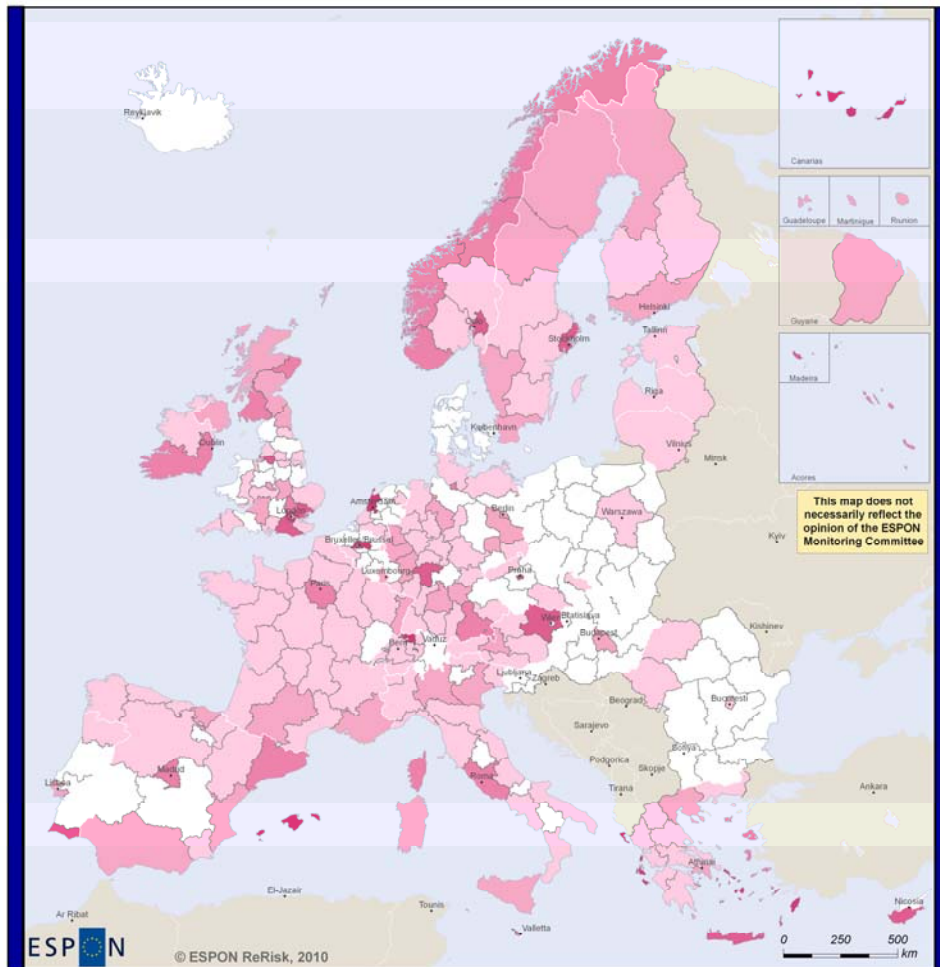 Reykjavik
Canarias
Guadeloupe
Martinique
Réunion
Guyane
Helsinki
Tallinn
Stockholm
Riga
Madeira
Acores
Dublin
København
Vilnius
Minsk
This map does not
necessarily reflect the
opinion of the ESPON
Monitoring Committee
London
Amsterdam
Berlin
Warszawa
Kyiv
Bruxelles/Brussel
Luxembourg
Praha
Paris
Wien
Bratislava
Kishinev
Bern
Vaduz
Budapest
Ljubljana
Zagreb
Beograd
Bucuresti
Sarajevo
Sofiya
Podgorica
Skopje
Tirana
Ankara
Madrid
Lisboa
Roma
Athinai
Nicosia
El-Jazair
Tounis
Ar Ribat
Valletta
ESPON
© ESPON ReRisk, 2010
0 250 500
km